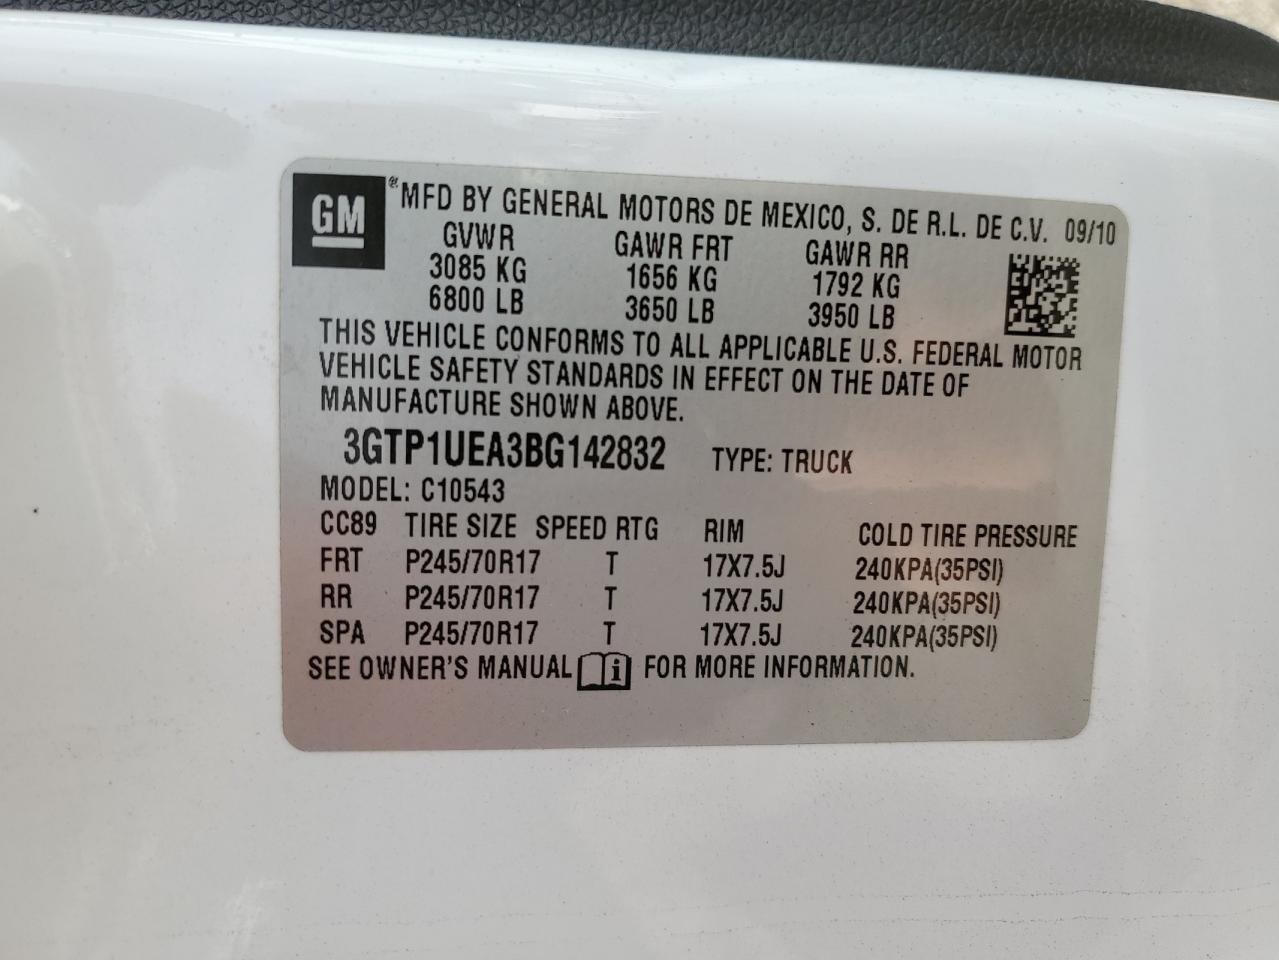 GM ® MFD BY GENERAL MOTORS DE MEXICO, S. DE R.L. DE C.V. 09/10
GVWR GAWR FRT GAWR RR
3085 KG 1656 KG 1792 KG
6800 LB 3650 LB 3950 LB
THIS VEHICLE CONFORMS TO ALL APPLICABLE U.S. FEDERAL MOTOR
VEHICLE SAFETY STANDARDS IN EFFECT ON THE DATE OF
MANUFACTURE SHOWN ABOVE.
3GTP1UEA3BG142832 TYPE: TRUCK
MODEL: C10543
CC89 TIRE SIZE SPEED RTG RIM COLD TIRE PRESSURE
FRT P245/70R17 T 17X7.5J 240KPA(35PSI)
RR P245/70R17 T 17X7.5J 240KPA(35PSI)
SPA P245/70R17 T 17X7.5J 240KPA(35PSI)
SEE OWNER'S MANUAL i FOR MORE INFORMATION.